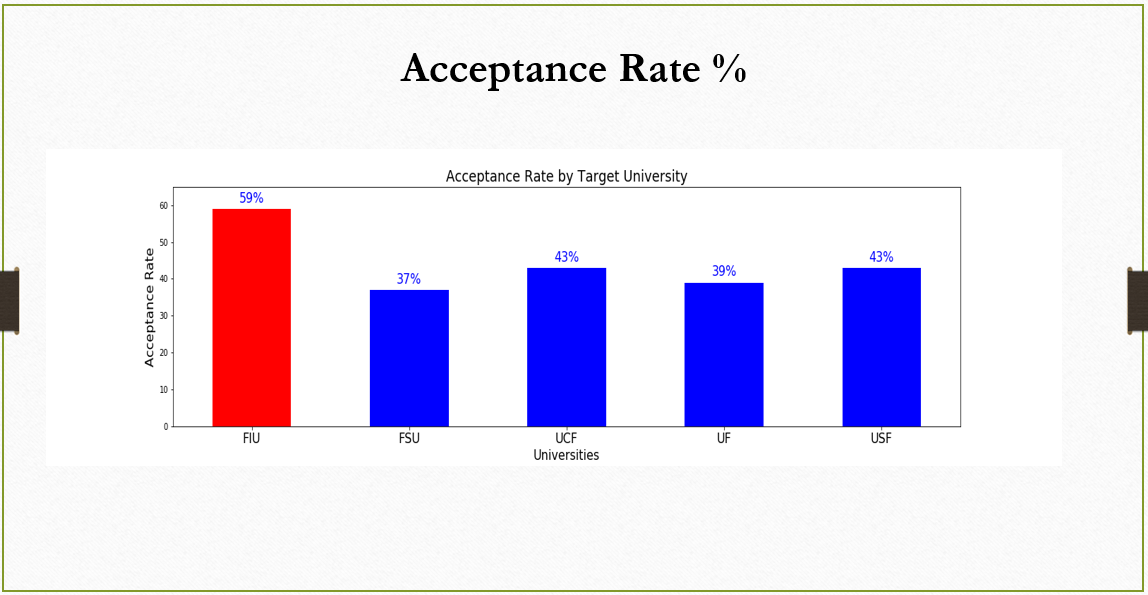 Acceptance Rate %
Acceptance Rate by Target University
59%
37%
43%
39%
43%
Acceptance Rate
60
50
40
30
20
10
0
FIU FSU UCF UF USF
Universities